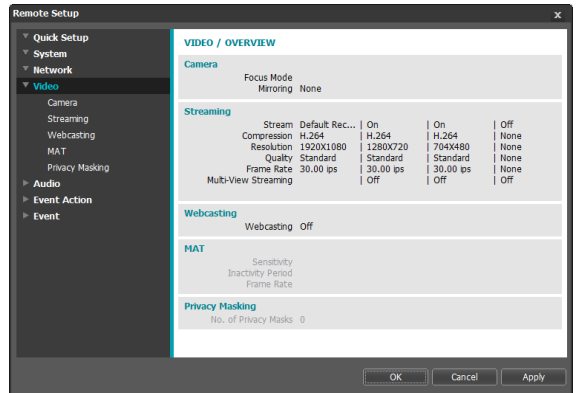 Remote Setup x
Quick Setup
System
Network
Video
Camera
Streaming
Webcasting
MAT
Privacy Masking
Audio
Event Action
Event
VIDEO / OVERVIEW
Camera
Focus Mode
Mirroring None
Streaming
Stream Default Rec... | On | On | Off
Compression H.264 | H.264 | H.264 | None
Resolution 1920X1080 | 1280X720 | 704X480 | None
Quality Standard | Standard | Standard | None
Frame Rate 30.00 ips | 30.00 ips | 30.00 ips | None
Multi-View Streaming | Off | Off | Off
Webcasting
Webcasting Off
MAT
Sensitivity
Inactivity Period
Frame Rate
Privacy Masking
No. of Privacy Masks 0
OK Cancel Apply